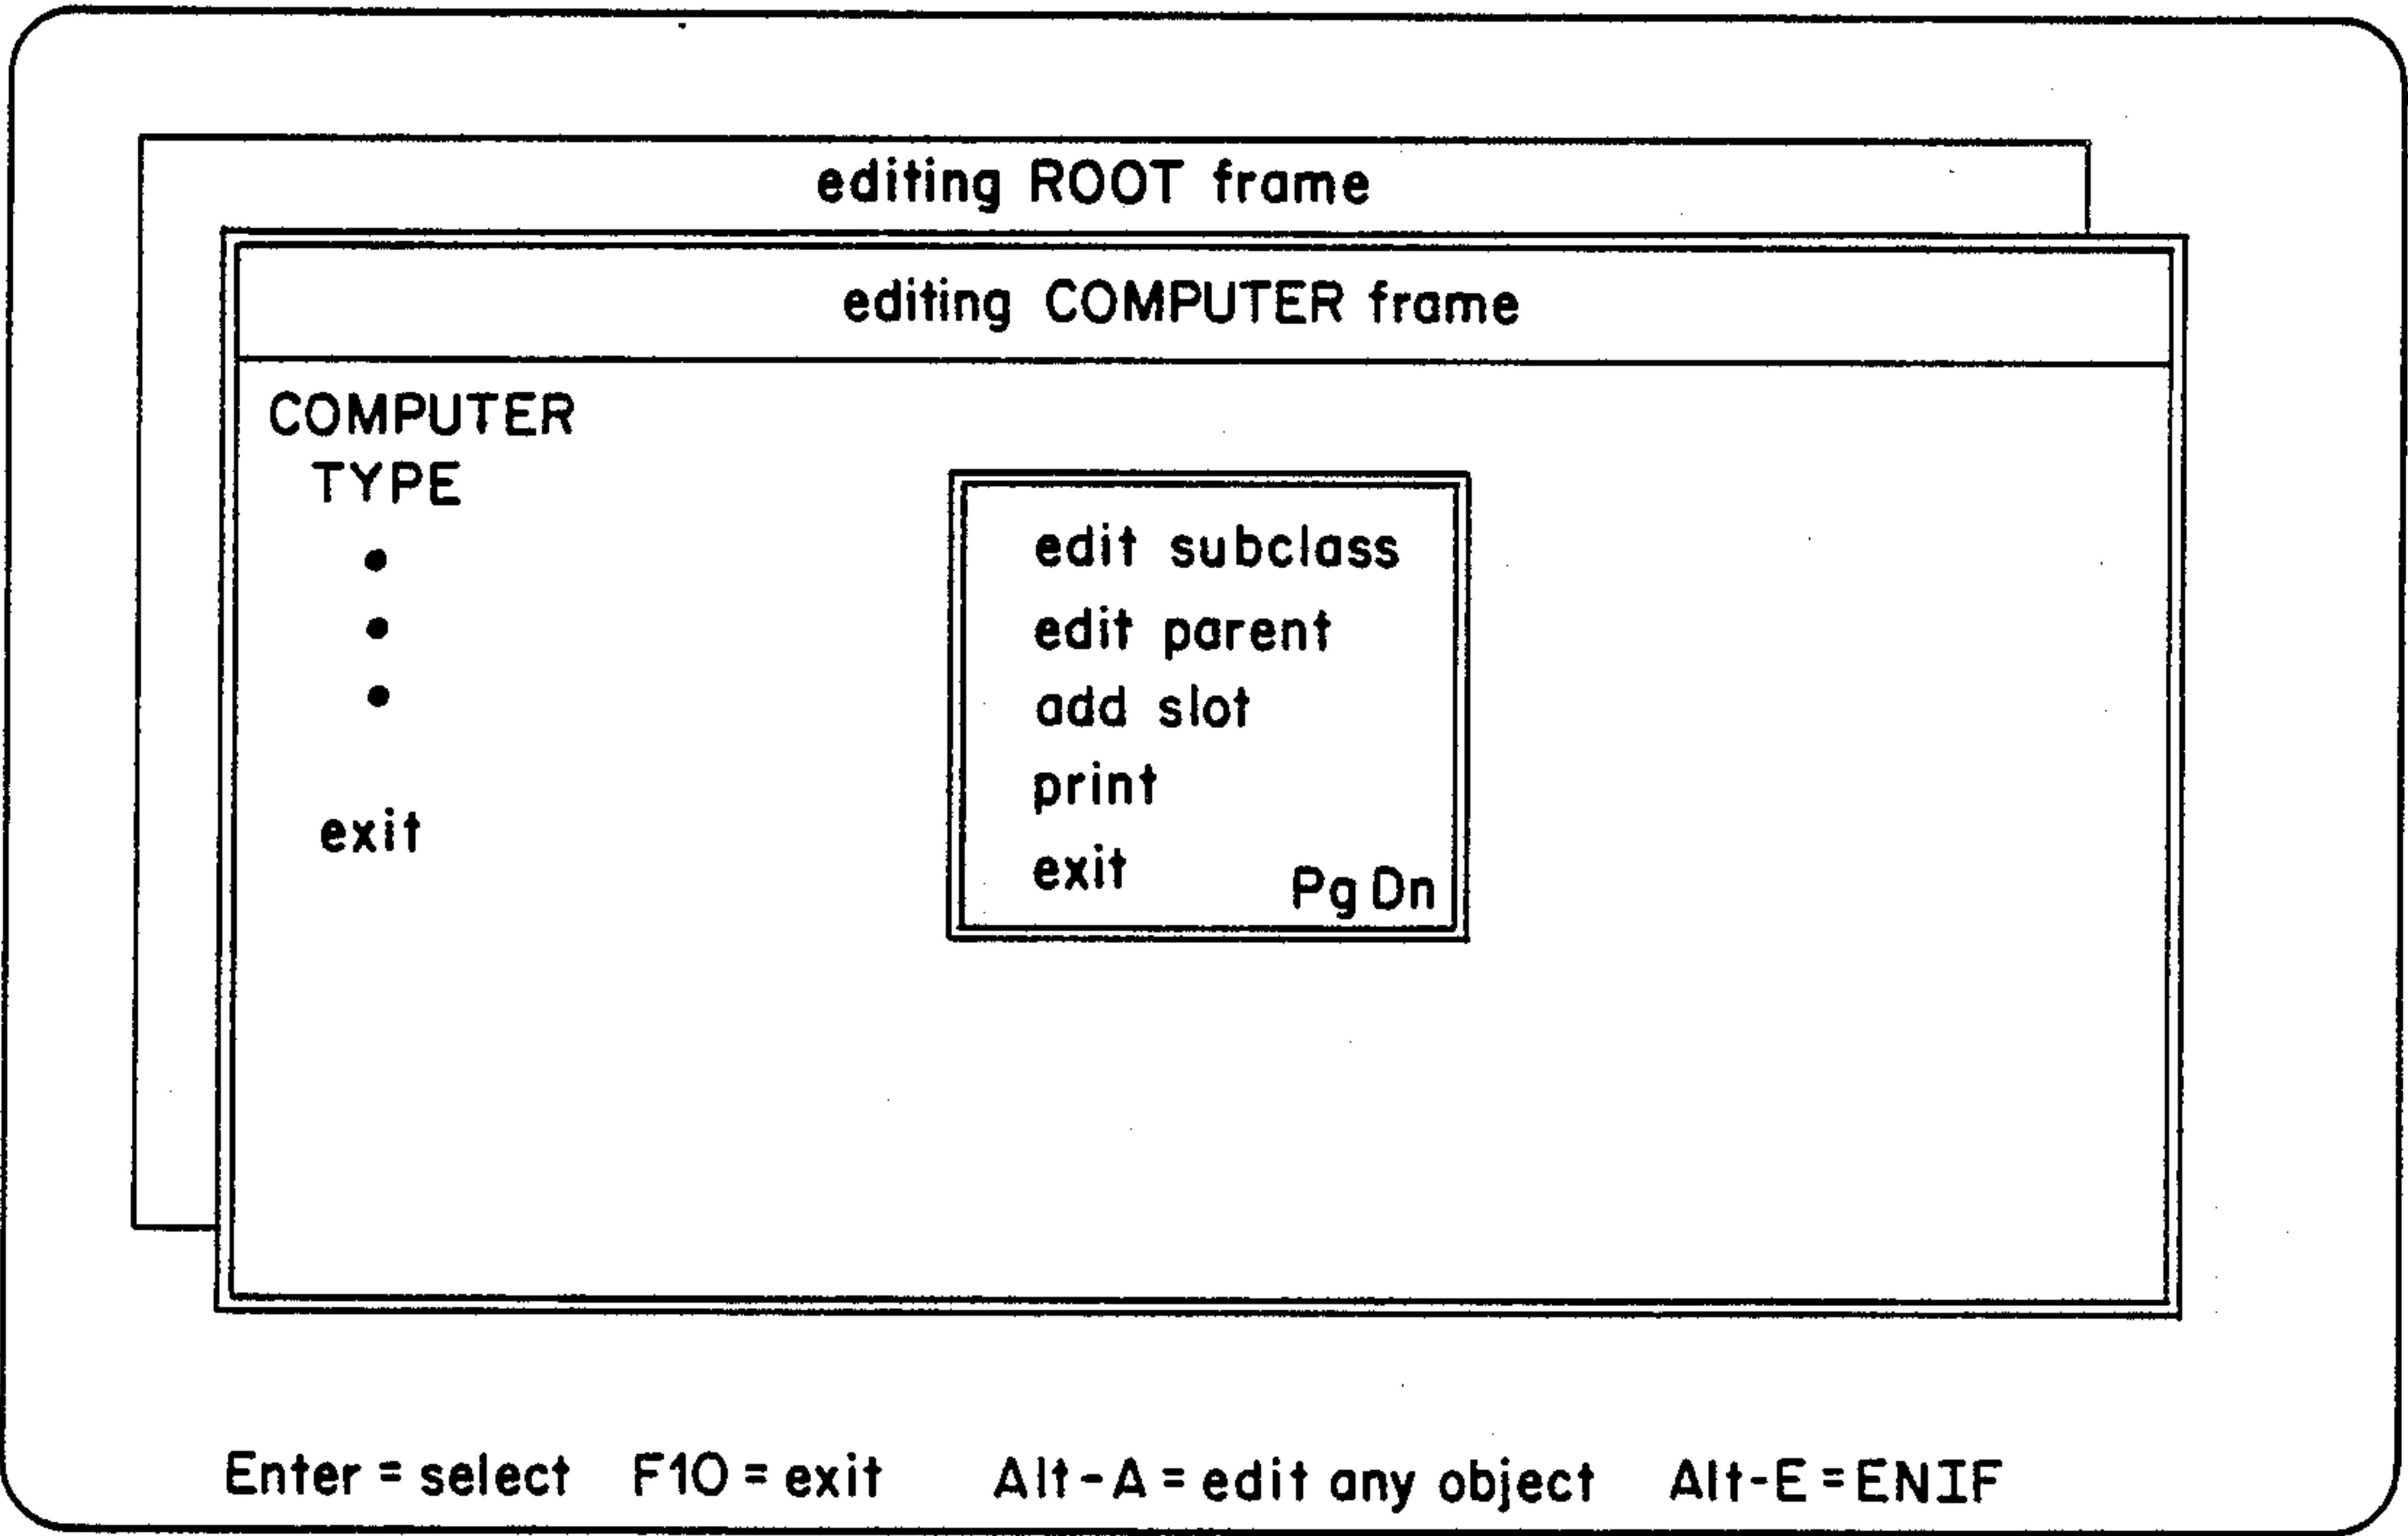 editing ROOT frame
editing COMPUTER frame
COMPUTER
TYPE
exit
edit subclass
edit parent
add slot
print
exit PgDn
Enter = select F10 = exit Alt-A = edit any object Alt-E = ENIF